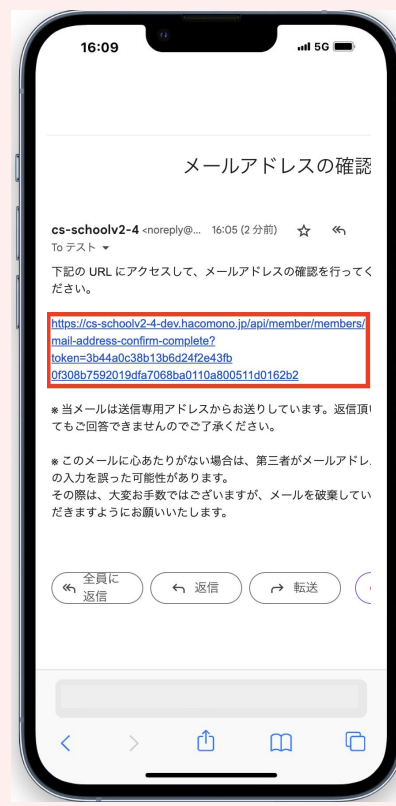 16:09
5G
メールアドレスの確認
cs-schoolv2-4 <noreply@... 16:05 (2 分前)
To テスト
下記の URL にアクセスして、メールアドレスの確認を行ってく
ださい。
https://cs-schoolv2-4-dev.hacomono.jp/api/member/members/
mail-address-confirm-complete?
token=3b44a0c38b13b6d24f2e43fb
0f308b7592019dfa7068ba0110a800511d0162b2
※ 当メールは送信専用アドレスからお送りしています。返信頂い
てもご回答できませんのでご了承ください。
※ このメールに心あたりがない場合は、第三者がメールアドレ
の入力を誤った可能性があります。
その際は、大変お手数ではございますが、メールを破棄してい
だきますようにお願いいたします。
全員に
返信
返信
転送